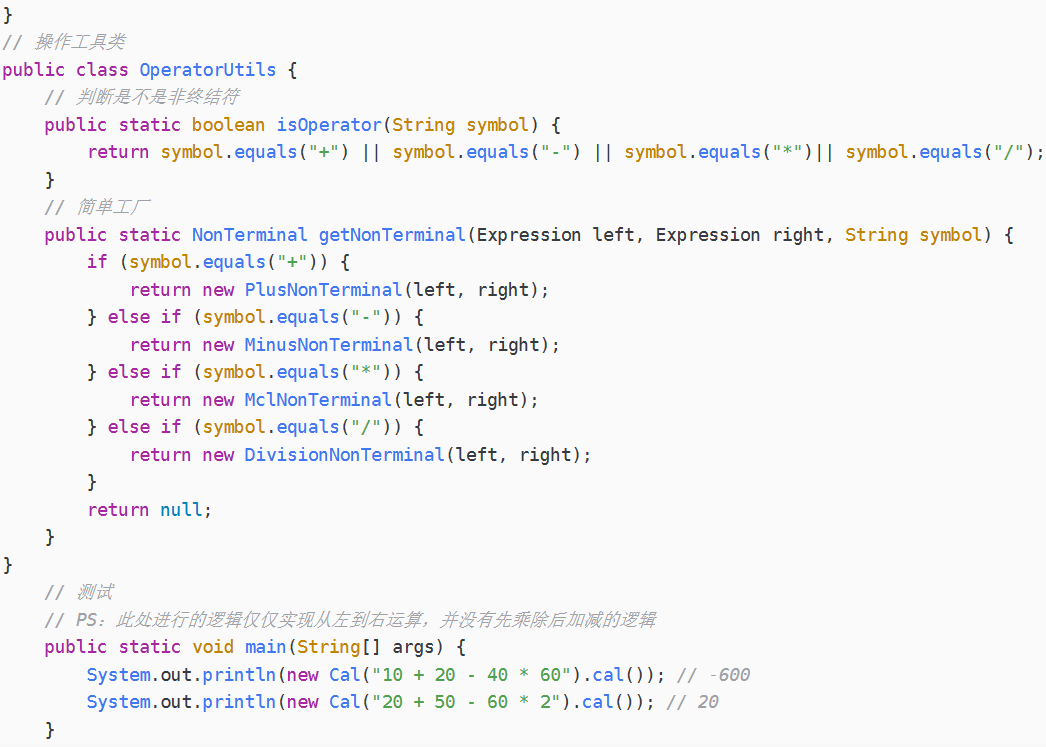 }
// 操作工具类
public class OperatorUtils {
    // 判断是不是非终结符
    public static boolean isOperator(String symbol) {
        return symbol.equals("+") || symbol.equals("-") || symbol.equals("*")|| symbol.equals("/");
    }
    // 简单工厂
    public static NonTerminal getNonTerminal(Expression left, Expression right, String symbol) {
        if (symbol.equals("+")) {
            return new PlusNonTerminal(left, right);
        } else if (symbol.equals("-")) {
            return new MinusNonTerminal(left, right);
        } else if (symbol.equals("*")) {
            return new MclNonTerminal(left, right);
        } else if (symbol.equals("/")) {
            return new DivisionNonTerminal(left, right);
        }
        return null;
    }
}
    // 测试
    // PS：此处进行的逻辑仅仅实现从左到右运算，并没有先乘除后加减的逻辑
    public static void main(String[] args) {
        System.out.println(new Cal("10 + 20 - 40 * 60").cal()); // -600
        System.out.println(new Cal("20 + 50 - 60 * 2").cal()); // 20
    }